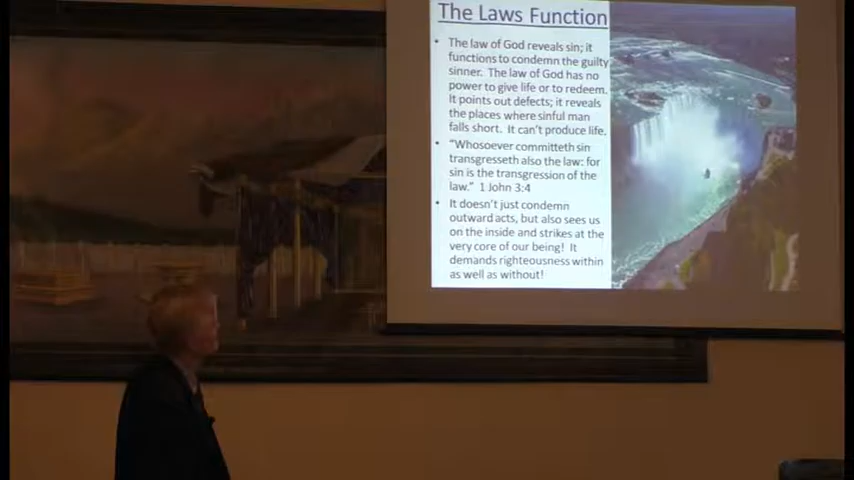 The Laws Function
• The law of God reveals sin; it
functions to condemn the guilty
sinner. The law of God has no
power to give life or to redeem.
It points out defects; it reveals
the places where sinful man
falls short. It can't produce life.
• "Whosoever committeth sin
transgresseth also the law: for
sin is the transgression of the
law." 1 John 3:4
• It doesn't just condemn
outward acts, but also sees us
on the inside and strikes at the
very core of our being! It
demands righteousness within
as well as without!